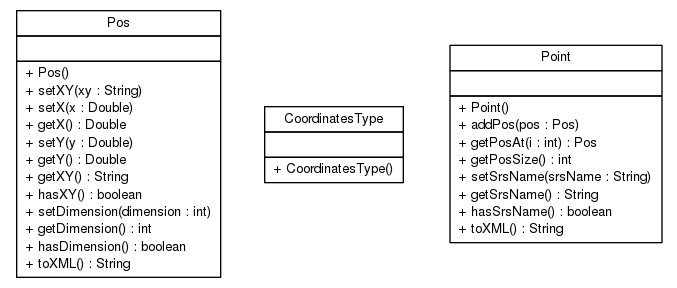 Pos
+ Pos()
+ setXY(xy : String)
+ setX(x : Double)
+ getX() : Double
+ setY(y : Double)
+ getY() : Double
+ getXY() : String
+ hasXY() : boolean
+ setDimension(dimension : int)
+ getDimension() : int
+ hasDimension() : boolean
+ toXML() : String
CoordinatesType
+ CoordinatesType()
Point
+ Point()
+ addPos(pos : Pos)
+ getPosAt(i : int) : Pos
+ getPosSize() : int
+ setSrsName(srsName : String)
+ getSrsName() : String
+ hasSrsName() : boolean
+ toXML() : String